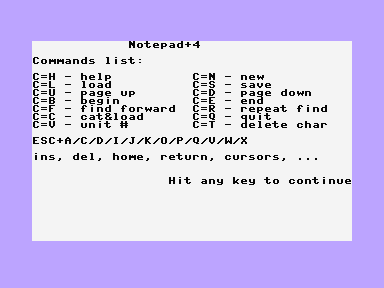 Notepad+4
Commands list:
C=H - help C=N - new
C=L - load C=S - save
C=U - page up C=D - page down
C=B - begin C=E - end
C=F - find forward C=R - repeat find
C=C - cat&load C=Q - quit
C=V - unit # C=T - delete char
ESC+A/C/D/I/J/K/O/P/Q/V/W/X
ins, del, home, return, cursors, ...
Hit any key to continue